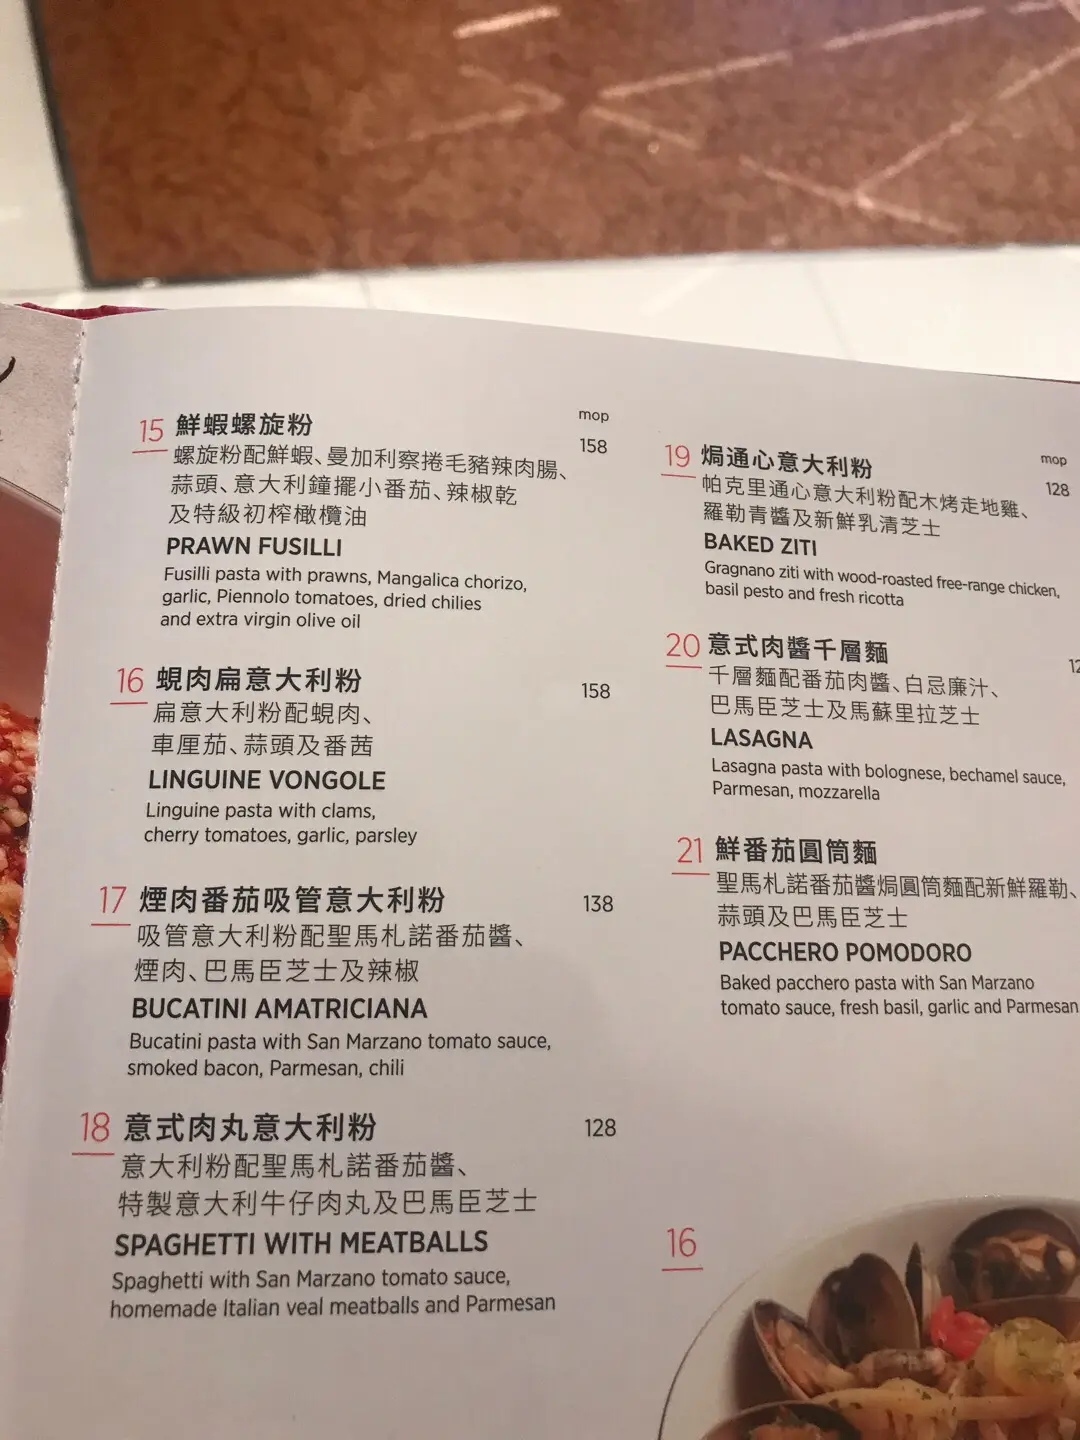 mop
15 鮮蝦螺旋粉
158
螺旋粉配鮮蝦、曼加利察捲毛豬辣肉腸、
蒜頭、意大利鐘擺小番茄、辣椒乾
及特級初榨橄欖油
PRAWN FUSILLI
Fusilli pasta with prawns, Mangalica chorizo,
garlic, Piennolo tomatoes, dried chilies
and extra virgin olive oil
16 蜆肉扁意大利粉
158
扁意大利粉配蜆肉、
車厘茄、蒜頭及番茜
LINGUINE VONGOLE
Linguine pasta with clams,
cherry tomatoes, garlic, parsley
17 煙肉番茄吸管意大利粉
138
吸管意大利粉配聖馬札諾番茄醬、
煙肉、巴馬臣芝士及辣椒
BUCATINI AMATRICIANA
Bucatini pasta with San Marzano tomato sauce,
smoked bacon, Parmesan, chili
18 意式肉丸意大利粉
128
意大利粉配聖馬札諾番茄醬、
特製意大利牛仔肉丸及巴馬臣芝士
SPAGHETTI WITH MEATBALLS
Spaghetti with San Marzano tomato sauce,
homemade Italian veal meatballs and Parmesan
mop
19 焗通心意大利粉
128
帕克里通心意大利粉配木烤走地雞、
羅勒青醬及新鮮乳清芝士
BAKED ZITI
Gragnano ziti with wood-roasted free-range chicken,
basil pesto and fresh ricotta
20 意式肉醬千層麵
千層麵配番茄肉醬、白忌廉汁、
巴馬臣芝士及馬蘇里拉芝士
LASAGNA
Lasagna pasta with bolognese, bechamel sauce,
Parmesan, mozzarella
21 鮮番茄圓筒麵
聖馬札諾番茄醬焗圓筒麵配新鮮羅勒、
蒜頭及巴馬臣芝士
PACCHERO POMODORO
Baked pacchero pasta with San Marzano
tomato sauce, fresh basil, garlic and Parmesan
16